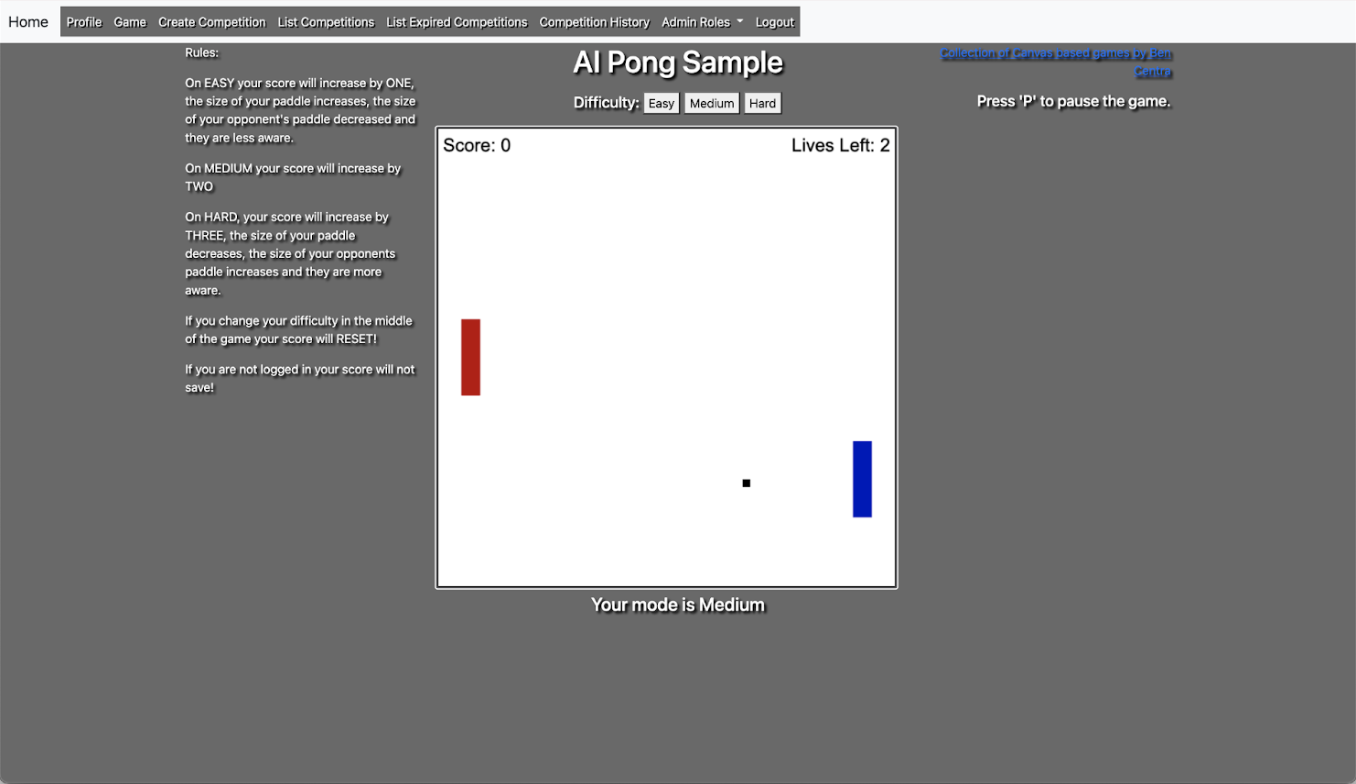 Home Profile Game Create Competition List Competitions List Expired Competitions Competition History Admin Roles Logout
Rules:
On EASY your score will increase by ONE,
the size of your paddle increases, the size
of your opponent's paddle decreased and
they are less aware.
On MEDIUM your score will increase by
TWO
On HARD, your score will increase by
THREE, the size of your paddle
decreases, the size of your opponents
paddle increases and they are more
aware.
If you change your difficulty in the middle
of the game your score will RESET!
If you are not logged in your score will not
save!
AI Pong Sample
Difficulty: Easy Medium Hard
Score: 0 Lives Left: 2
Your mode is Medium
Collection of Canvas based games by Ben
Centra
Press 'P' to pause the game.